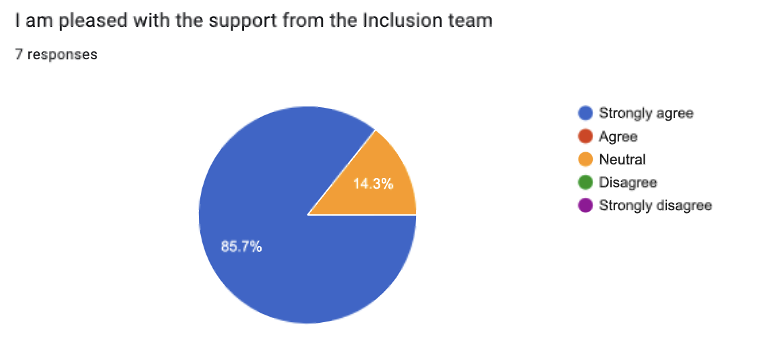 I am pleased with the support from the Inclusion team
7 responses
Strongly agree
Agree
Neutral
Disagree
Strongly disagree
14.3%
85.7%